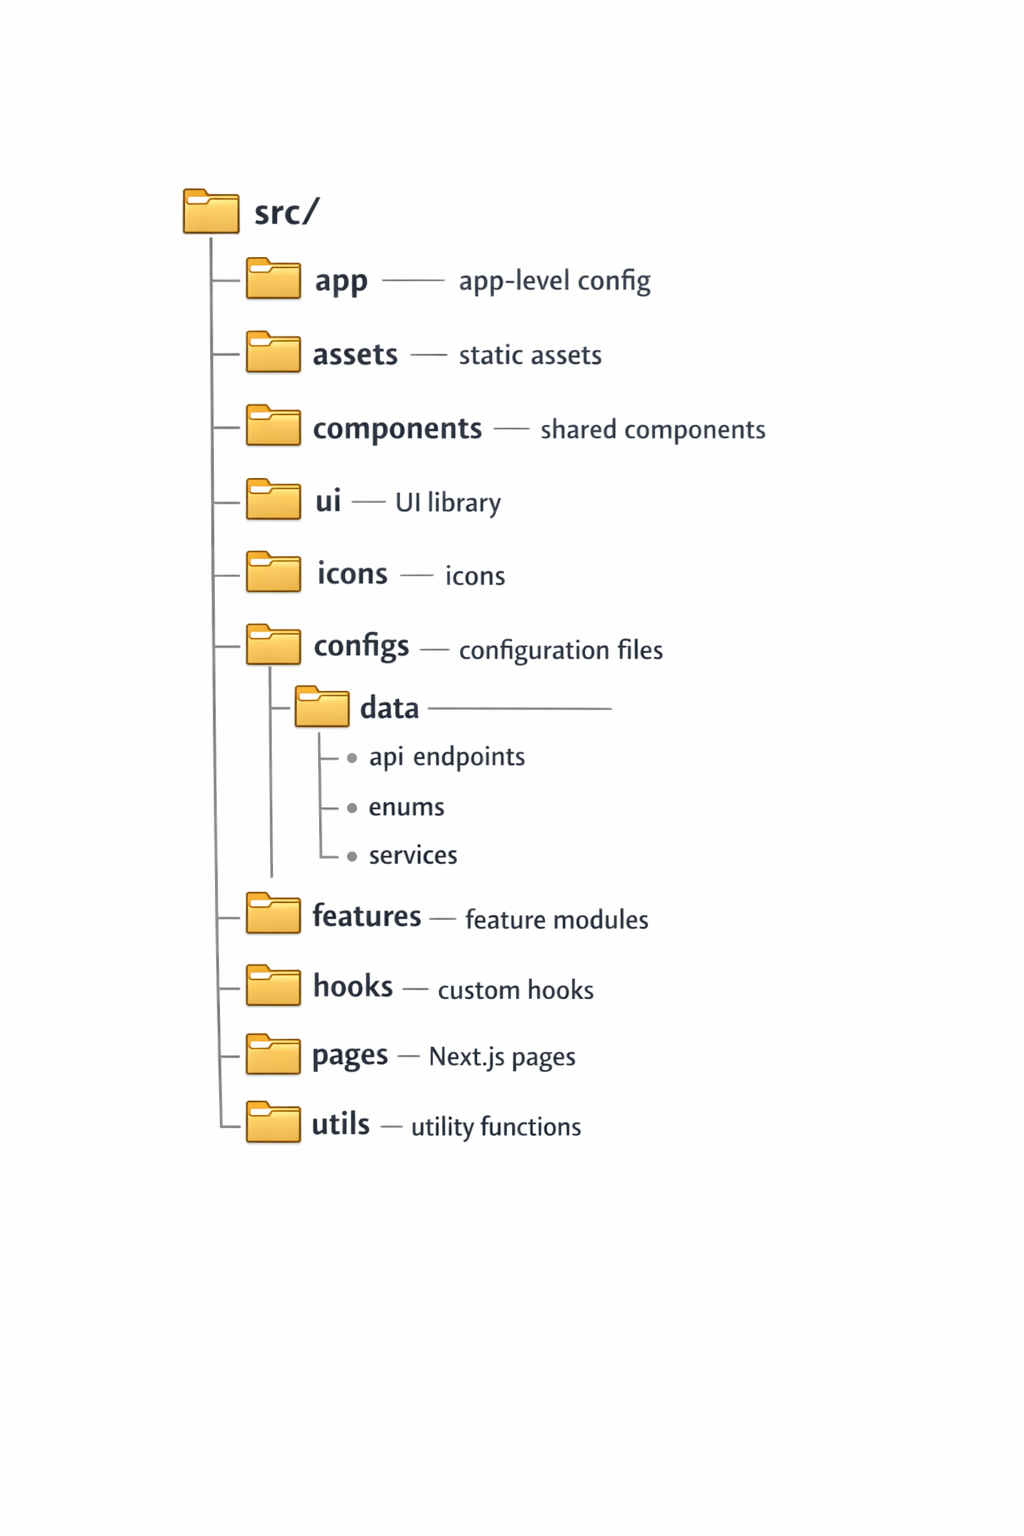 src/
app — app-level config
assets — static assets
components — shared components
ui — UI library
icons — icons
configs — configuration files
data —
api endpoints
enums
services
features — feature modules
hooks — custom hooks
pages — Next.js pages
utils — utility functions